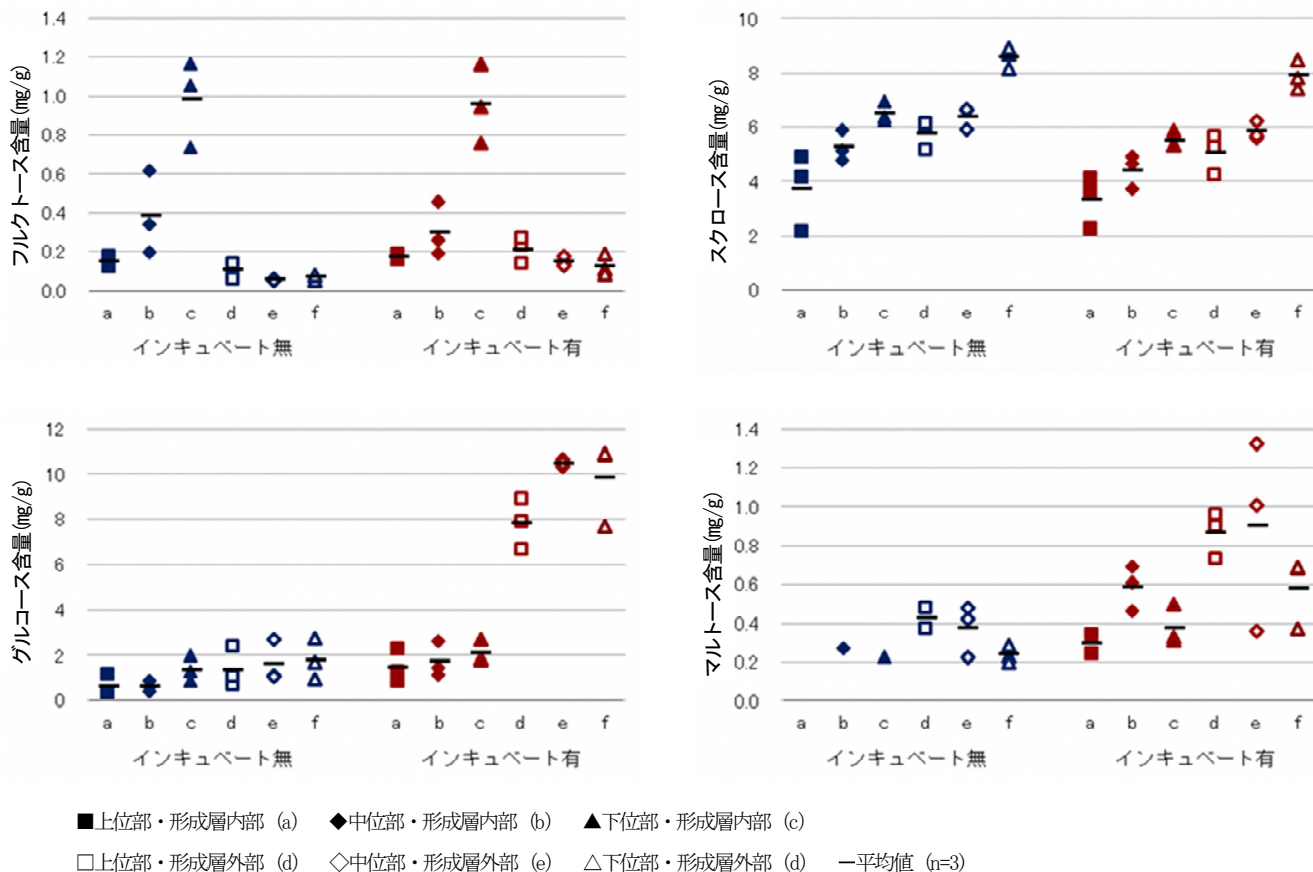 フルクトース含量(mg/g)
1.4
1.2
1.0
0.8
0.6
0.4
0.2
0.0
a b c d e f a b c d e f
インキュベート無 インキュベート有
スクロース含量(mg/g)
10
8
6
4
2
0
a b c d e f a b c d e f
インキュベート無 インキュベート有
グルコース含量(mg/g)
12
10
8
6
4
2
0
a b c d e f a b c d e f
インキュベート無 インキュベート有
マルトース含量(mg/g)
1.4
1.2
1.0
0.8
0.6
0.4
0.2
0.0
a b c d e f a b c d e f
インキュベート無 インキュベート有
■上位部・形成層内部 (a) ◆中位部・形成層内部 (b) ▲下位部・形成層内部 (c)
□上位部・形成層外部 (d) ◇中位部・形成層外部 (e) △下位部・形成層外部 (d) ー平均値 (n=3)